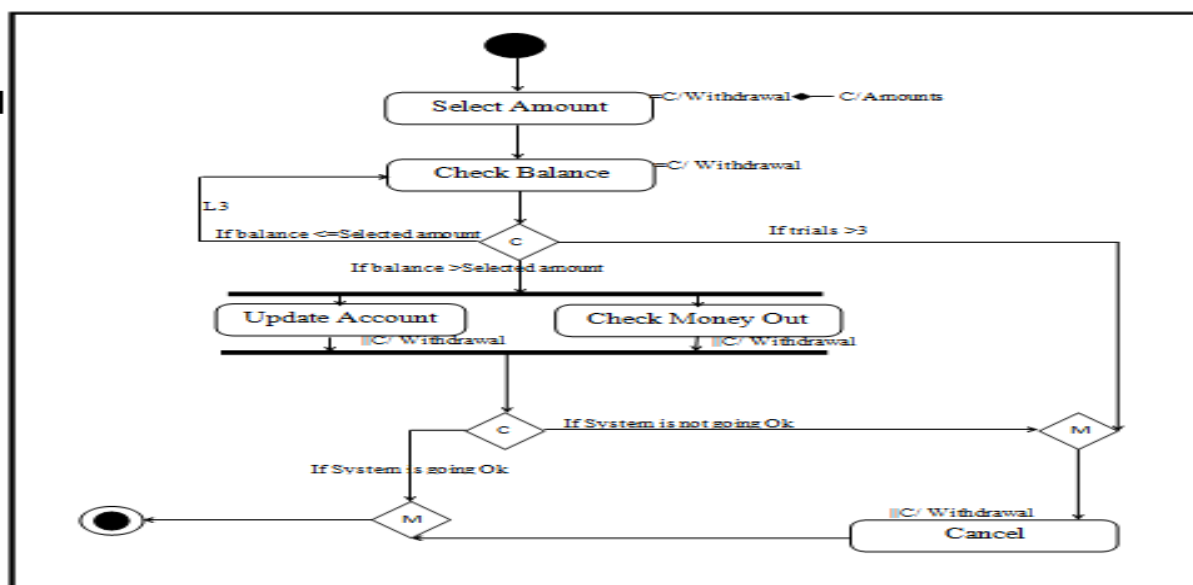 Select Amount =C/Withdrawal C/Amounts
Check Balance =C/ Withdrawal
L3
If balance <=Selected amount C If trials >3
If balance >Selected amount
Update Account Check Money Out
C/ Withdrawal C/ Withdrawal
C If System is not going Ok M
If System is going Ok
M C/ Withdrawal
Cancel